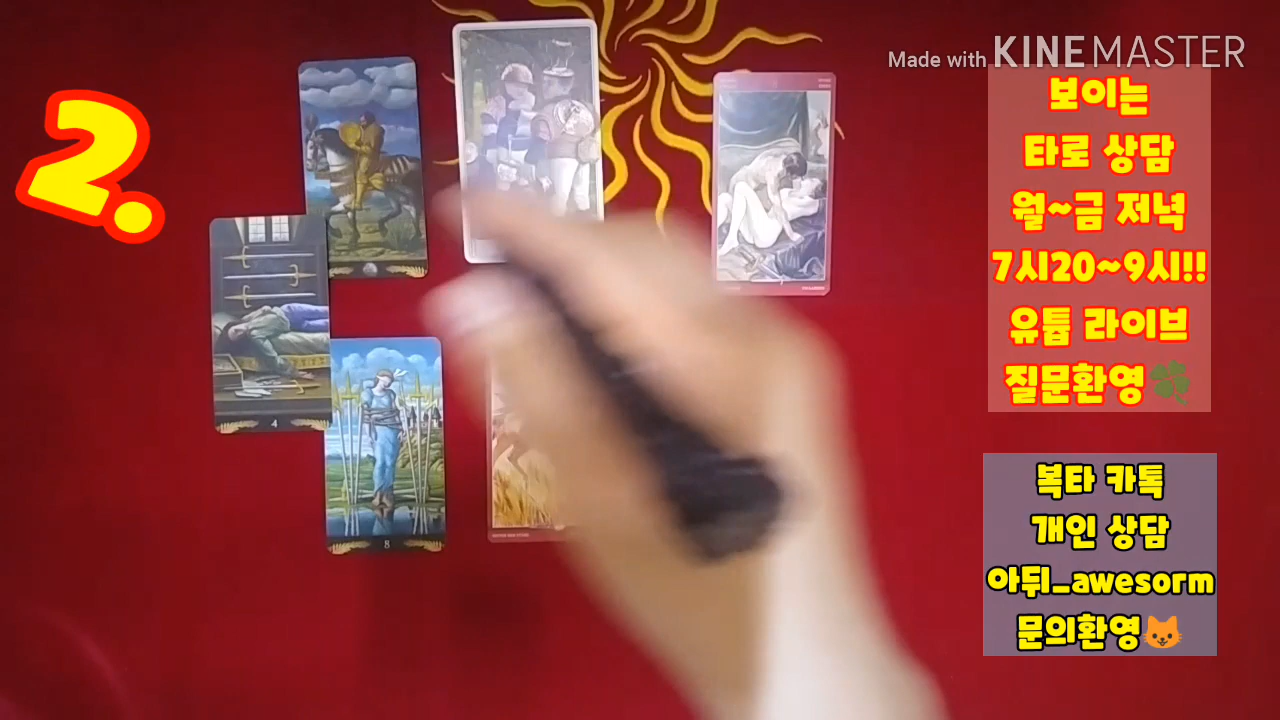 Made with KINEMASTER
2.
보이는
타로 상담
월~금 저녁
7시20~9시!!
유튭 라이브
질문환영🍀
복타 카톡
개인 상담
아뒤_awesorm
문의환영🐱
4
8